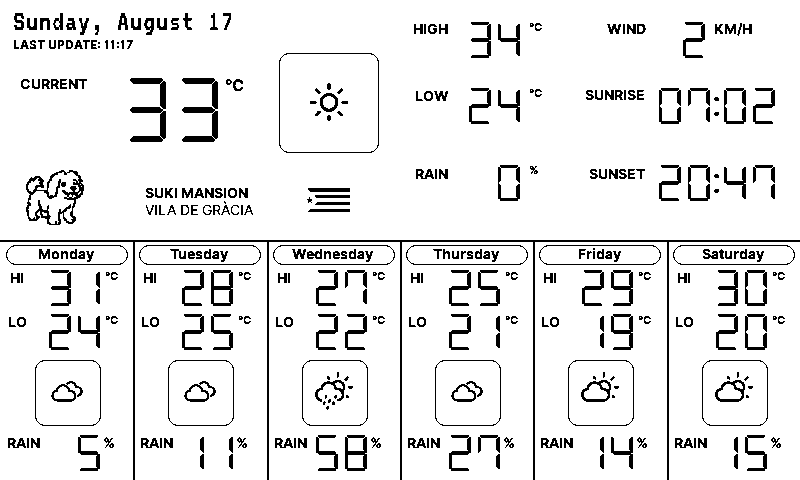 Sunday, August 17
LAST UPDATE: 11:17
CURRENT 33 °C
SUKI MANSION
VILA DE GRÀCIA
HIGH 34 °C
LOW 24 °C
RAIN 0 %
WIND 2 KM/H
SUNRISE 07:02
SUNSET 20:47
Monday
HI 31 °C
LO 24 °C
RAIN 5 %
Tuesday
HI 28 °C
LO 25 °C
RAIN 11 %
Wednesday
HI 27 °C
LO 22 °C
RAIN 58 %
Thursday
HI 25 °C
LO 21 °C
RAIN 27 %
Friday
HI 29 °C
LO 19 °C
RAIN 14 %
Saturday
HI 30 °C
LO 20 °C
RAIN 15 %